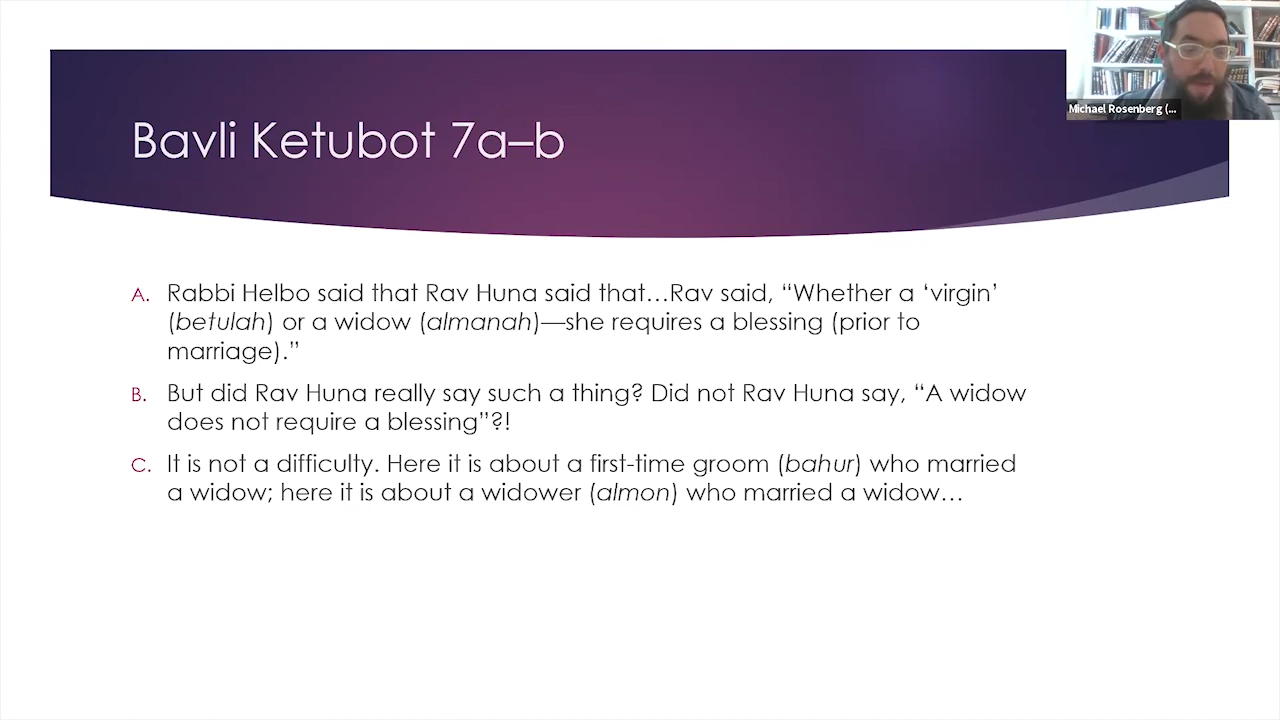 Michael Rosenberg (...
Bavli Ketubot 7a–b
A. Rabbi Helbo said that Rav Huna said that…Rav said, “Whether a ‘virgin’
(betulah) or a widow (almanah)—she requires a blessing (prior to
marriage).”
B. But did Rav Huna really say such a thing? Did not Rav Huna say, “A widow
does not require a blessing”?!
C. It is not a difficulty. Here it is about a first-time groom (bahur) who married
a widow; here it is about a widower (almon) who married a widow…